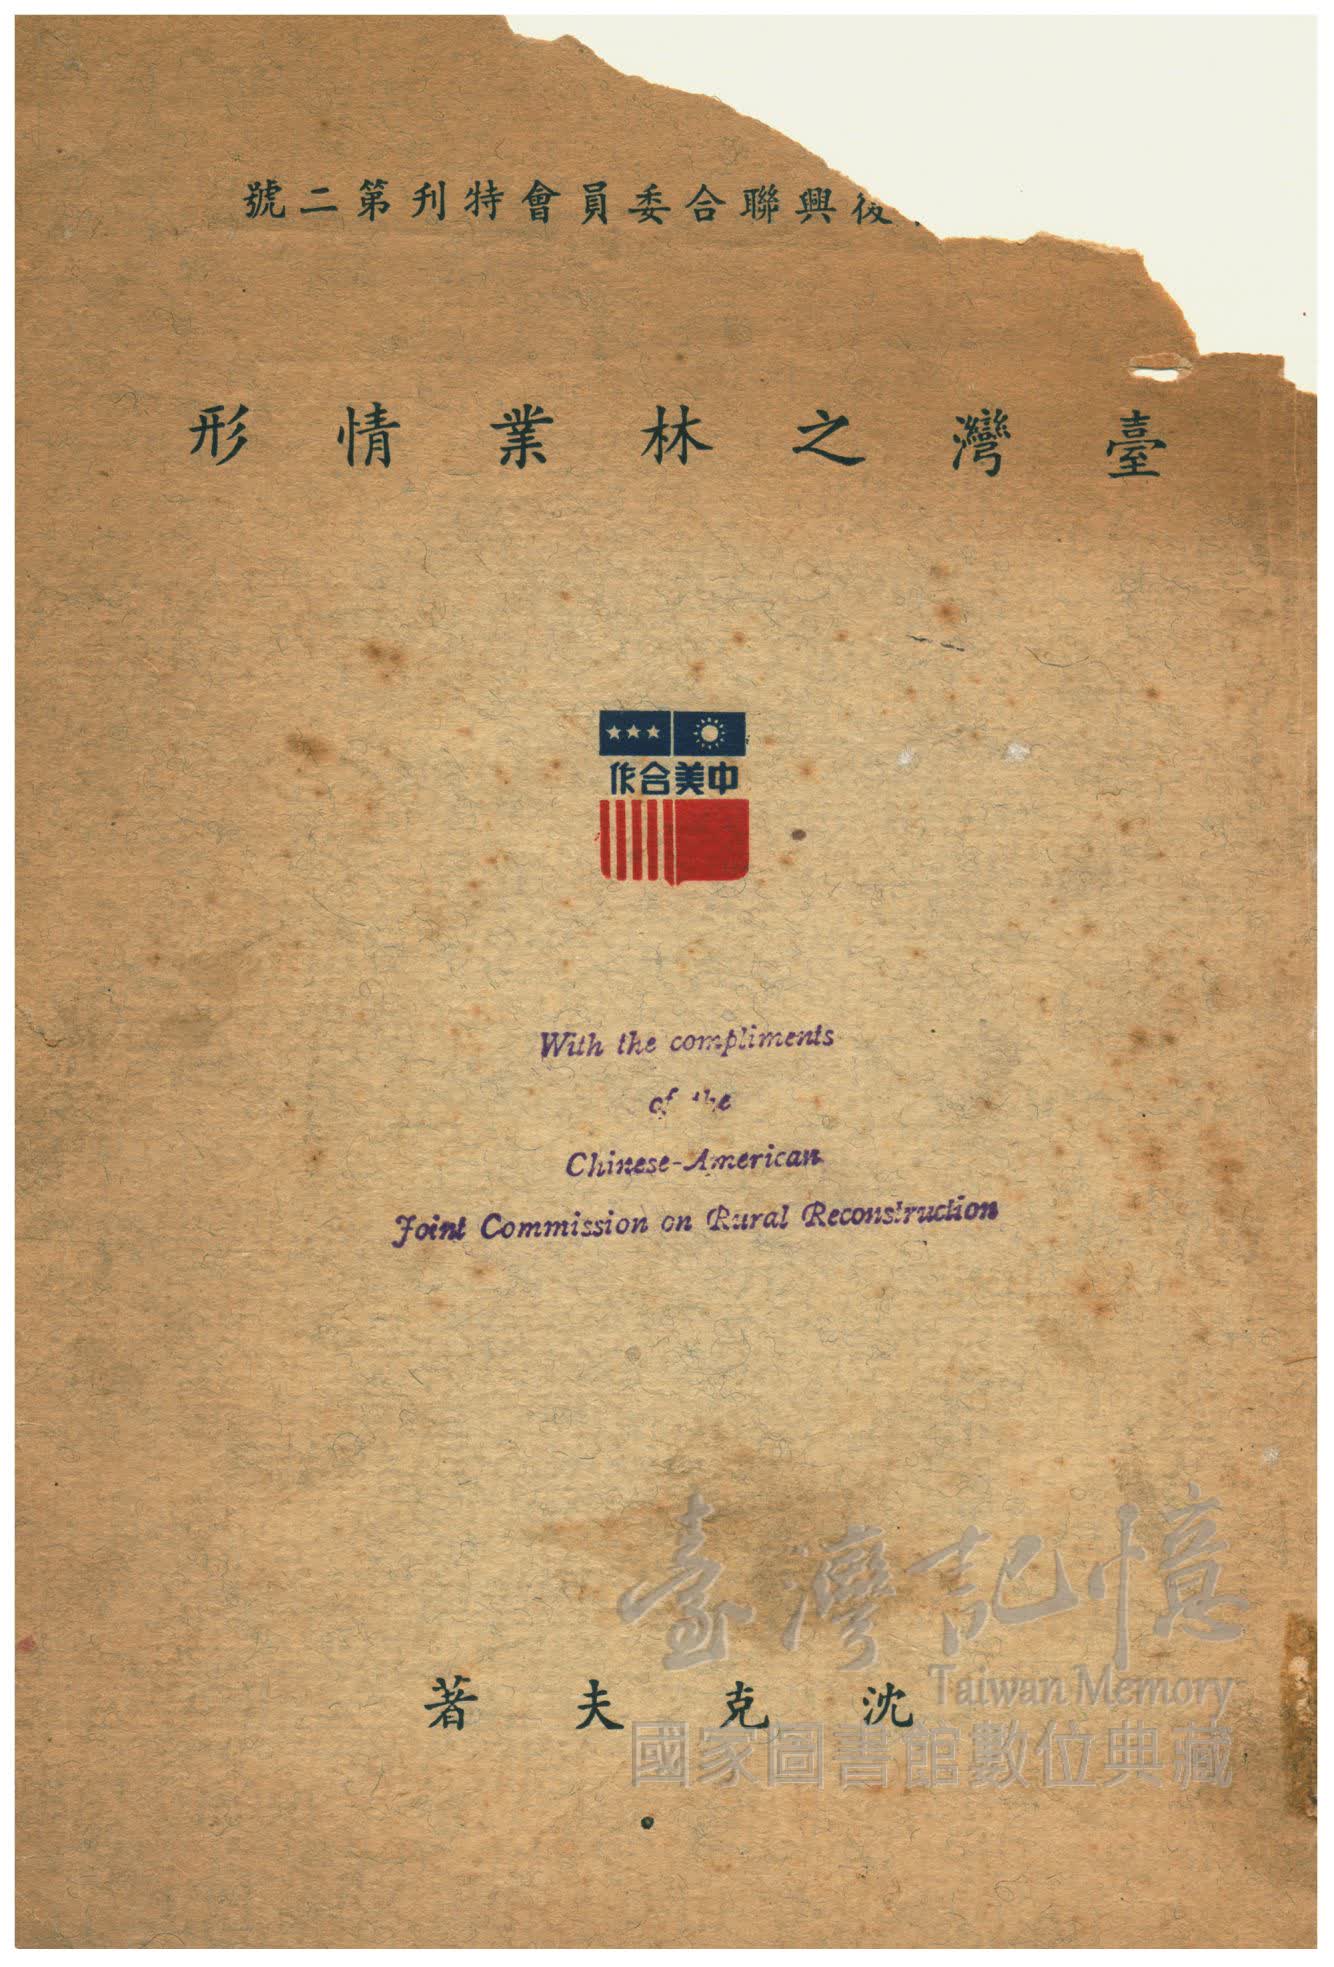 復興聯合委員會特刊第二號
臺灣之林業情形
中美合作
With the compliments
of the
Chinese-American
Joint Commission on Rural Reconstruction
沈克夫著
臺灣記憶
Taiwan Memory
國家圖書館數位典藏